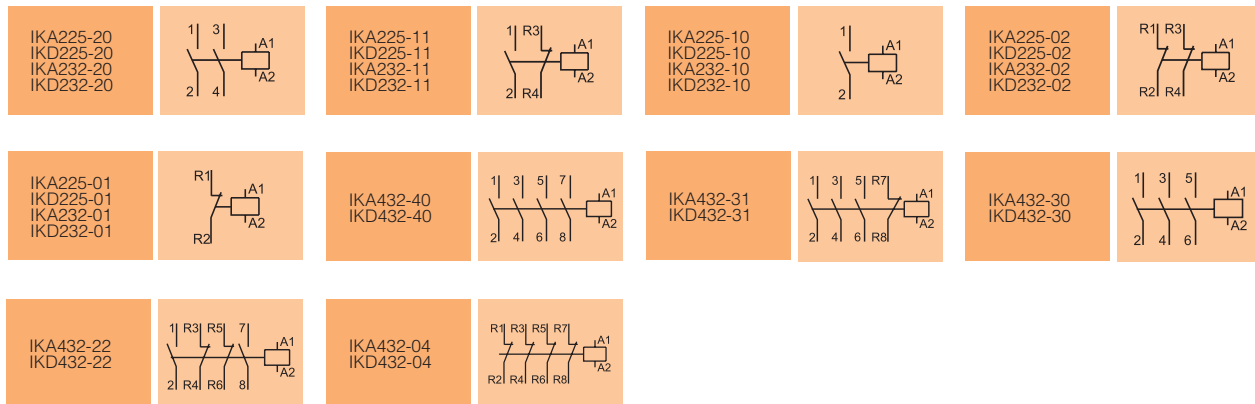 IKA225-20
IKD225-20
IKA232-20
IKD232-20
1 3
A1
A2
2 4
IKA225-11
IKD225-11
IKA232-11
IKD232-11
1 R3
A1
A2
2 R4
IKA225-10
IKD225-10
IKA232-10
IKD232-10
1
A1
A2
2
IKA225-02
IKD225-02
IKA232-02
IKD232-02
R1 R3
A1
A2
R2 R4
IKA225-01
IKD225-01
IKA232-01
IKD232-01
R1
A1
A2
R2
IKA432-40
IKD432-40
1 3 5 7
A1
A2
2 4 6 8
IKA432-31
IKD432-31
1 3 5 R7
A1
A2
2 4 6 R8
IKA432-30
IKD432-30
1 3 5
A1
A2
2 4 6
IKA432-22
IKD432-22
1 R3 R5 7
A1
A2
2 R4 R6 8
IKA432-04
IKD432-04
R1 R3 R5 R7
A1
A2
R2 R4 R6 R8